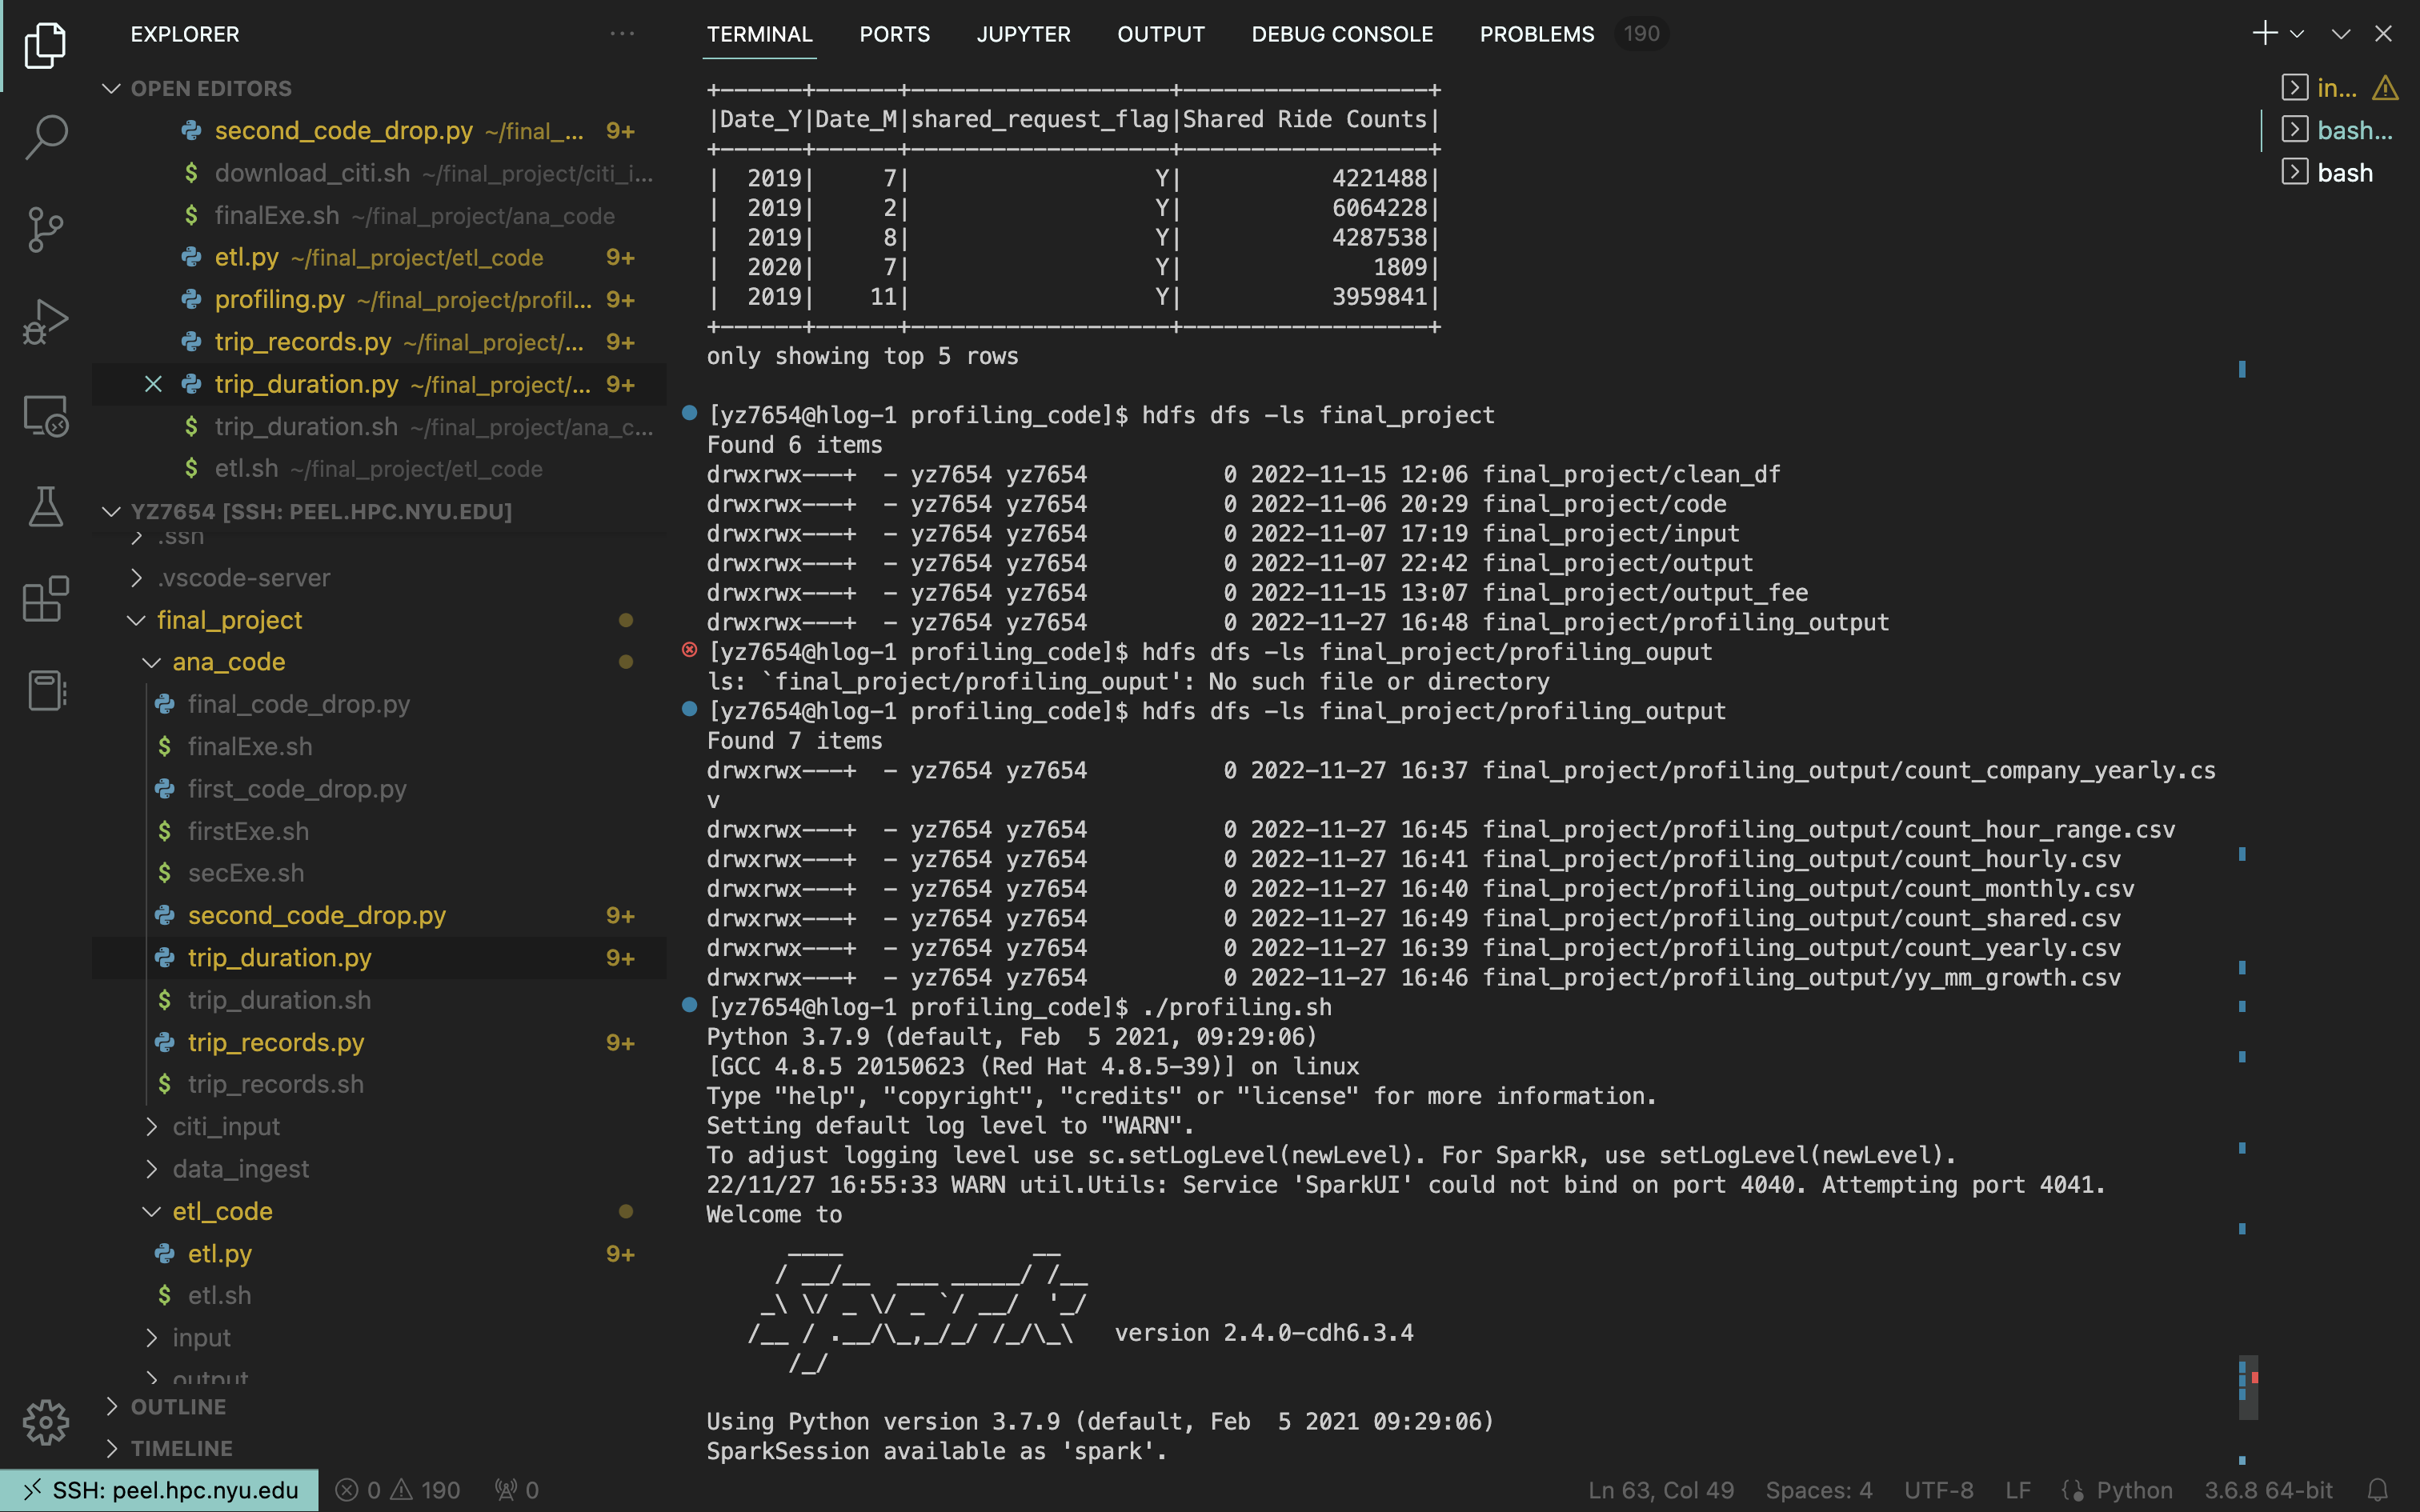 EXPLORER
OPEN EDITORS
second_code_drop.py ~/final_... 9+
download_citi.sh ~/final_project/citi_i...
finalExe.sh ~/final_project/ana_code
etl.py ~/final_project/etl_code 9+
profiling.py ~/final_project/profil... 9+
trip_records.py ~/final_project/... 9+
trip_duration.py ~/final_project/... 9+
trip_duration.sh ~/final_project/ana_c...
etl.sh ~/final_project/etl_code
YZ7654 [SSH: PEEL.HPC.NYU.EDU]
.ssh
.vscode-server
final_project
ana_code
final_code_drop.py
finalExe.sh
first_code_drop.py
firstExe.sh
secExe.sh
second_code_drop.py 9+
trip_duration.py 9+
trip_duration.sh
trip_records.py 9+
trip_records.sh
citi_input
data_ingest
etl_code
etl.py 9+
etl.sh
input
output
OUTLINE
TIMELINE
TERMINAL PORTS JUPYTER OUTPUT DEBUG CONSOLE PROBLEMS 190
+------+------+-------------------+------------------+
|Date_Y|Date_M|shared_request_flag|Shared Ride Counts|
+------+------+-------------------+------------------+
|  2019|     7|                  Y|           4221488|
|  2019|     2|                  Y|           6064228|
|  2019|     8|                  Y|           4287538|
|  2020|     7|                  Y|              1809|
|  2019|    11|                  Y|           3959841|
+------+------+-------------------+------------------+
only showing top 5 rows
[yz7654@hlog-1 profiling_code]$ hdfs dfs -ls final_project
Found 6 items
drwxrwx---+  - yz7654 yz7654          0 2022-11-15 12:06 final_project/clean_df
drwxrwx---+  - yz7654 yz7654          0 2022-11-06 20:29 final_project/code
drwxrwx---+  - yz7654 yz7654          0 2022-11-07 17:19 final_project/input
drwxrwx---+  - yz7654 yz7654          0 2022-11-07 22:42 final_project/output
drwxrwx---+  - yz7654 yz7654          0 2022-11-15 13:07 final_project/output_fee
drwxrwx---+  - yz7654 yz7654          0 2022-11-27 16:48 final_project/profiling_output
[yz7654@hlog-1 profiling_code]$ hdfs dfs -ls final_project/profiling_ouput
ls: `final_project/profiling_ouput': No such file or directory
[yz7654@hlog-1 profiling_code]$ hdfs dfs -ls final_project/profiling_output
Found 7 items
drwxrwx---+  - yz7654 yz7654          0 2022-11-27 16:37 final_project/profiling_output/count_company_yearly.cs
v
drwxrwx---+  - yz7654 yz7654          0 2022-11-27 16:45 final_project/profiling_output/count_hour_range.csv
drwxrwx---+  - yz7654 yz7654          0 2022-11-27 16:41 final_project/profiling_output/count_hourly.csv
drwxrwx---+  - yz7654 yz7654          0 2022-11-27 16:40 final_project/profiling_output/count_monthly.csv
drwxrwx---+  - yz7654 yz7654          0 2022-11-27 16:49 final_project/profiling_output/count_shared.csv
drwxrwx---+  - yz7654 yz7654          0 2022-11-27 16:39 final_project/profiling_output/count_yearly.csv
drwxrwx---+  - yz7654 yz7654          0 2022-11-27 16:46 final_project/profiling_output/yy_mm_growth.csv
[yz7654@hlog-1 profiling_code]$ ./profiling.sh
Python 3.7.9 (default, Feb  5 2021, 09:29:06)
[GCC 4.8.5 20150623 (Red Hat 4.8.5-39)] on linux
Type "help", "copyright", "credits" or "license" for more information.
Setting default log level to "WARN".
To adjust logging level use sc.setLogLevel(newLevel). For SparkR, use setLogLevel(newLevel).
22/11/27 16:55:33 WARN util.Utils: Service 'SparkUI' could not bind on port 4040. Attempting port 4041.
Welcome to
      ____              __
     / __/__  ___ _____/ /__
    _\ \/ _ \/ _ `/ __/  '_/
   /__ / .__/\_,_/_/ /_/\_\   version 2.4.0-cdh6.3.4
      /_/
Using Python version 3.7.9 (default, Feb  5 2021 09:29:06)
SparkSession available as 'spark'.
in...
bash...
bash
SSH: peel.hpc.nyu.edu 0 190 0 Ln 63, Col 49 Spaces: 4 UTF-8 LF Python 3.6.8 64-bit